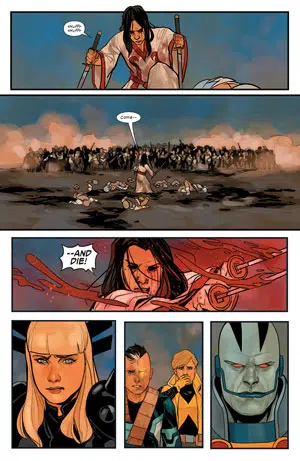 HUFF-
HUFF-
COME--
--AND
DIE!